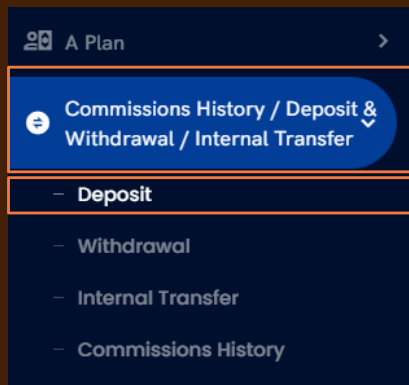 A Plan
Commissions History / Deposit &
Withdrawal / Internal Transfer
– Deposit
– Withdrawal
– Internal Transfer
– Commissions History